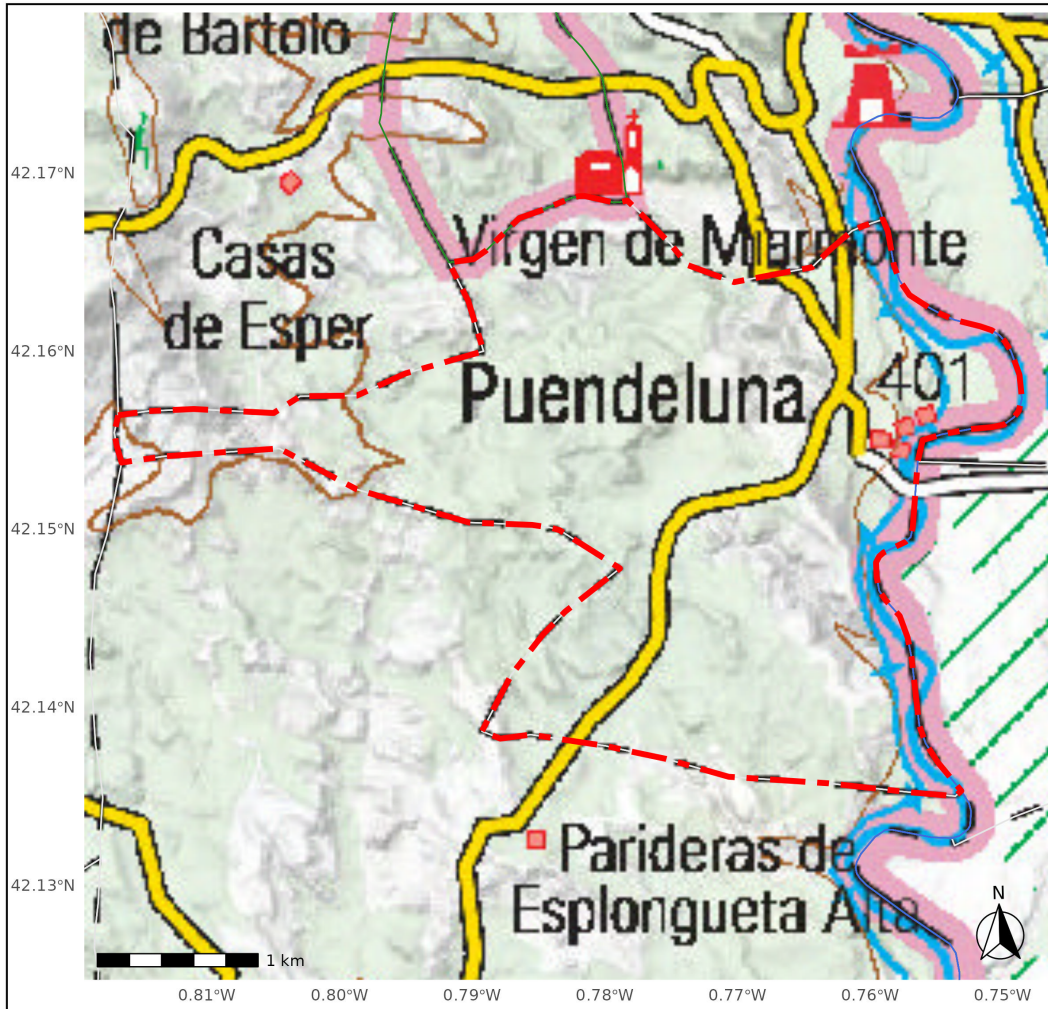 de Bartolo
42.17°N
Casas
de Esper
Virgen de Marmonte
42.16°N
Puendeluna
401
42.15°N
42.14°N
Parideras de
Esplongueta Alta
42.13°N
N
1 km
0.81°W
0.80°W
0.79°W
0.78°W
0.77°W
0.76°W
0.75°W